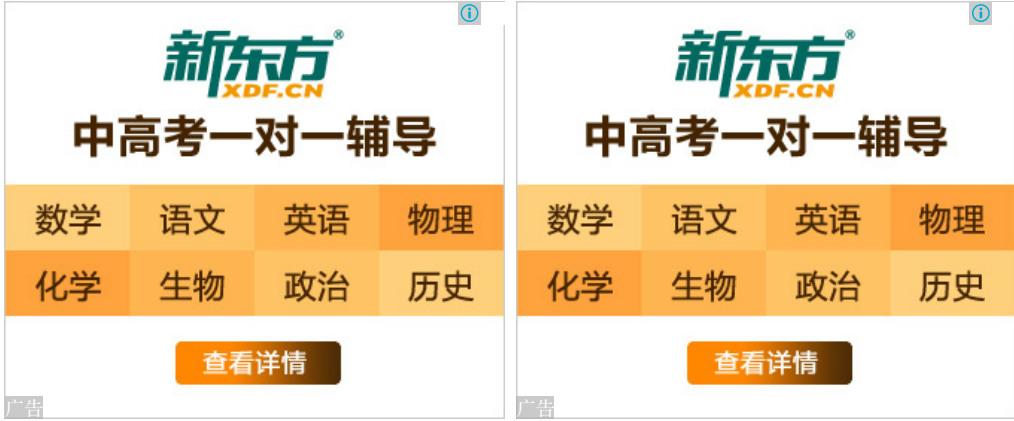 新东方®
XDF.CN
中高考一对一辅导
数学 语文 英语 物理
化学 生物 政治 历史
查看详情
广告
新东方®
XDF.CN
中高考一对一辅导
数学 语文 英语 物理
化学 生物 政治 历史
查看详情
广告